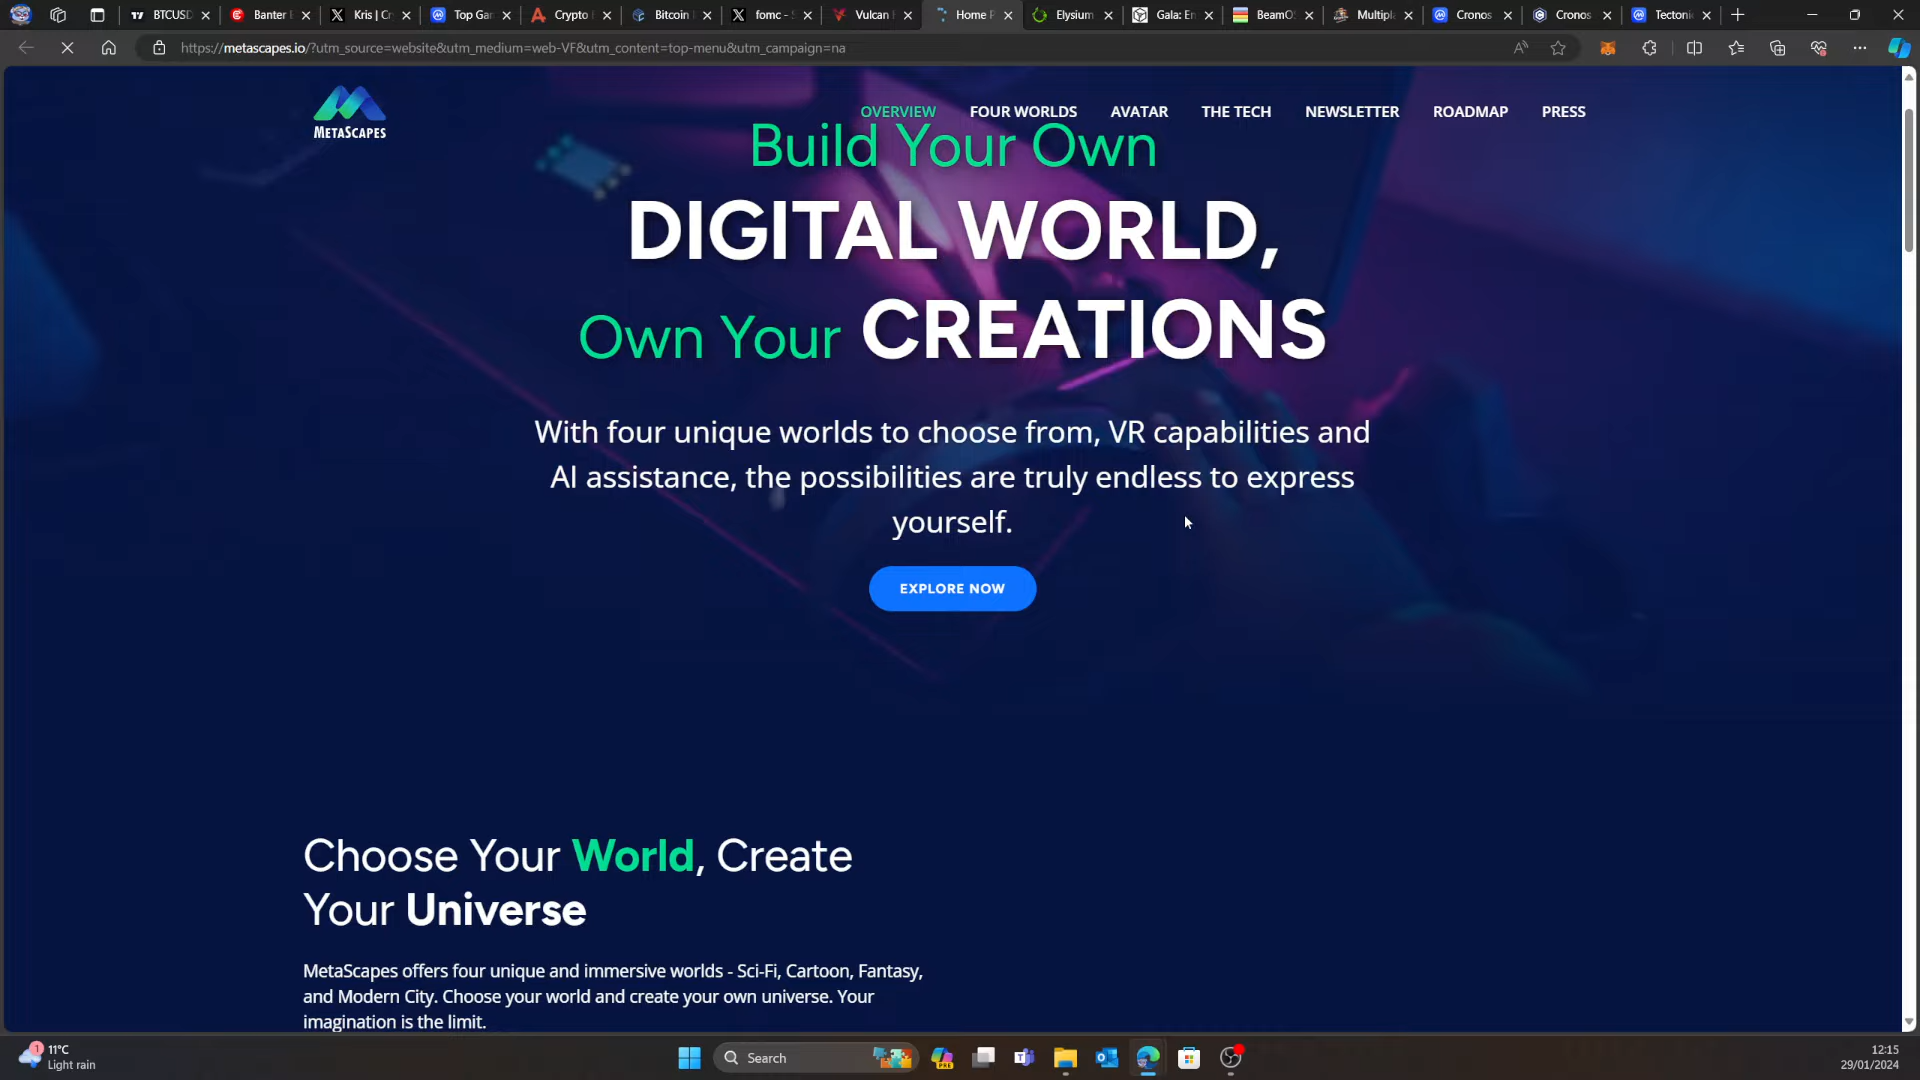 BTCUSD
Banter
Kris | C
Top Ga
Crypto
Bitcoin
fomc -
Vulcan
Home
Elysium
Gala: E
BeamO
Multipl
Cronos
Cronos
Tectoni
https://metascapes.io/?utm_source=website&utm_medium=web-VF&utm_content=top-menu&utm_campaign=na
METASCAPES
OVERVIEW FOUR WORLDS AVATAR THE TECH NEWSLETTER ROADMAP PRESS
Build Your Own
DIGITAL WORLD,
Own Your CREATIONS
With four unique worlds to choose from, VR capabilities and
AI assistance, the possibilities are truly endless to express
yourself.
EXPLORE NOW
Choose Your World, Create
Your Universe
MetaScapes offers four unique and immersive worlds - Sci-Fi, Cartoon, Fantasy,
and Modern City. Choose your world and create your own universe. Your
imagination is the limit.
1
11°C
Light rain
Search
PRE
12:15
29/01/2024